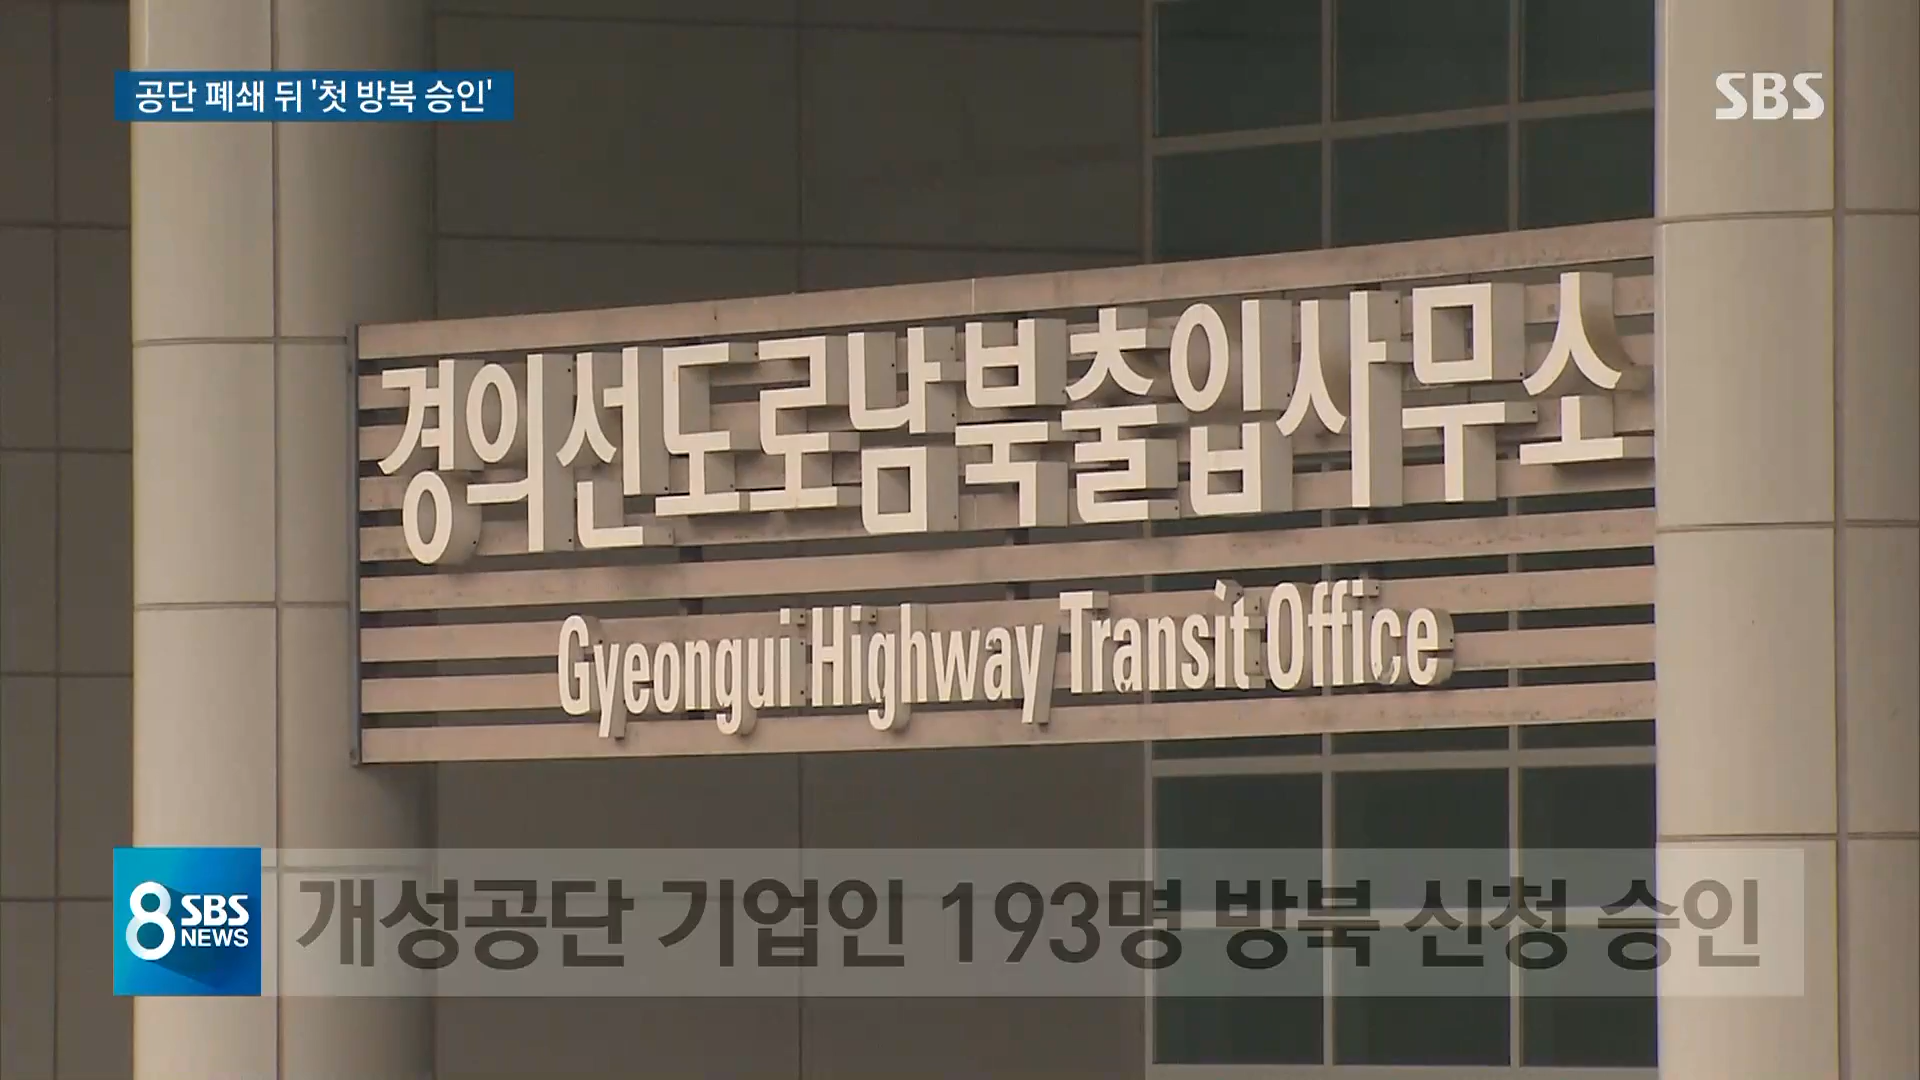 공단 폐쇄 뒤 '첫 방북 승인'
SBS
경의선도로남북출입사무소
Gyeongui Highway Transit Office
8 SBS NEWS
개성공단 기업인 193명 방북 신청 승인